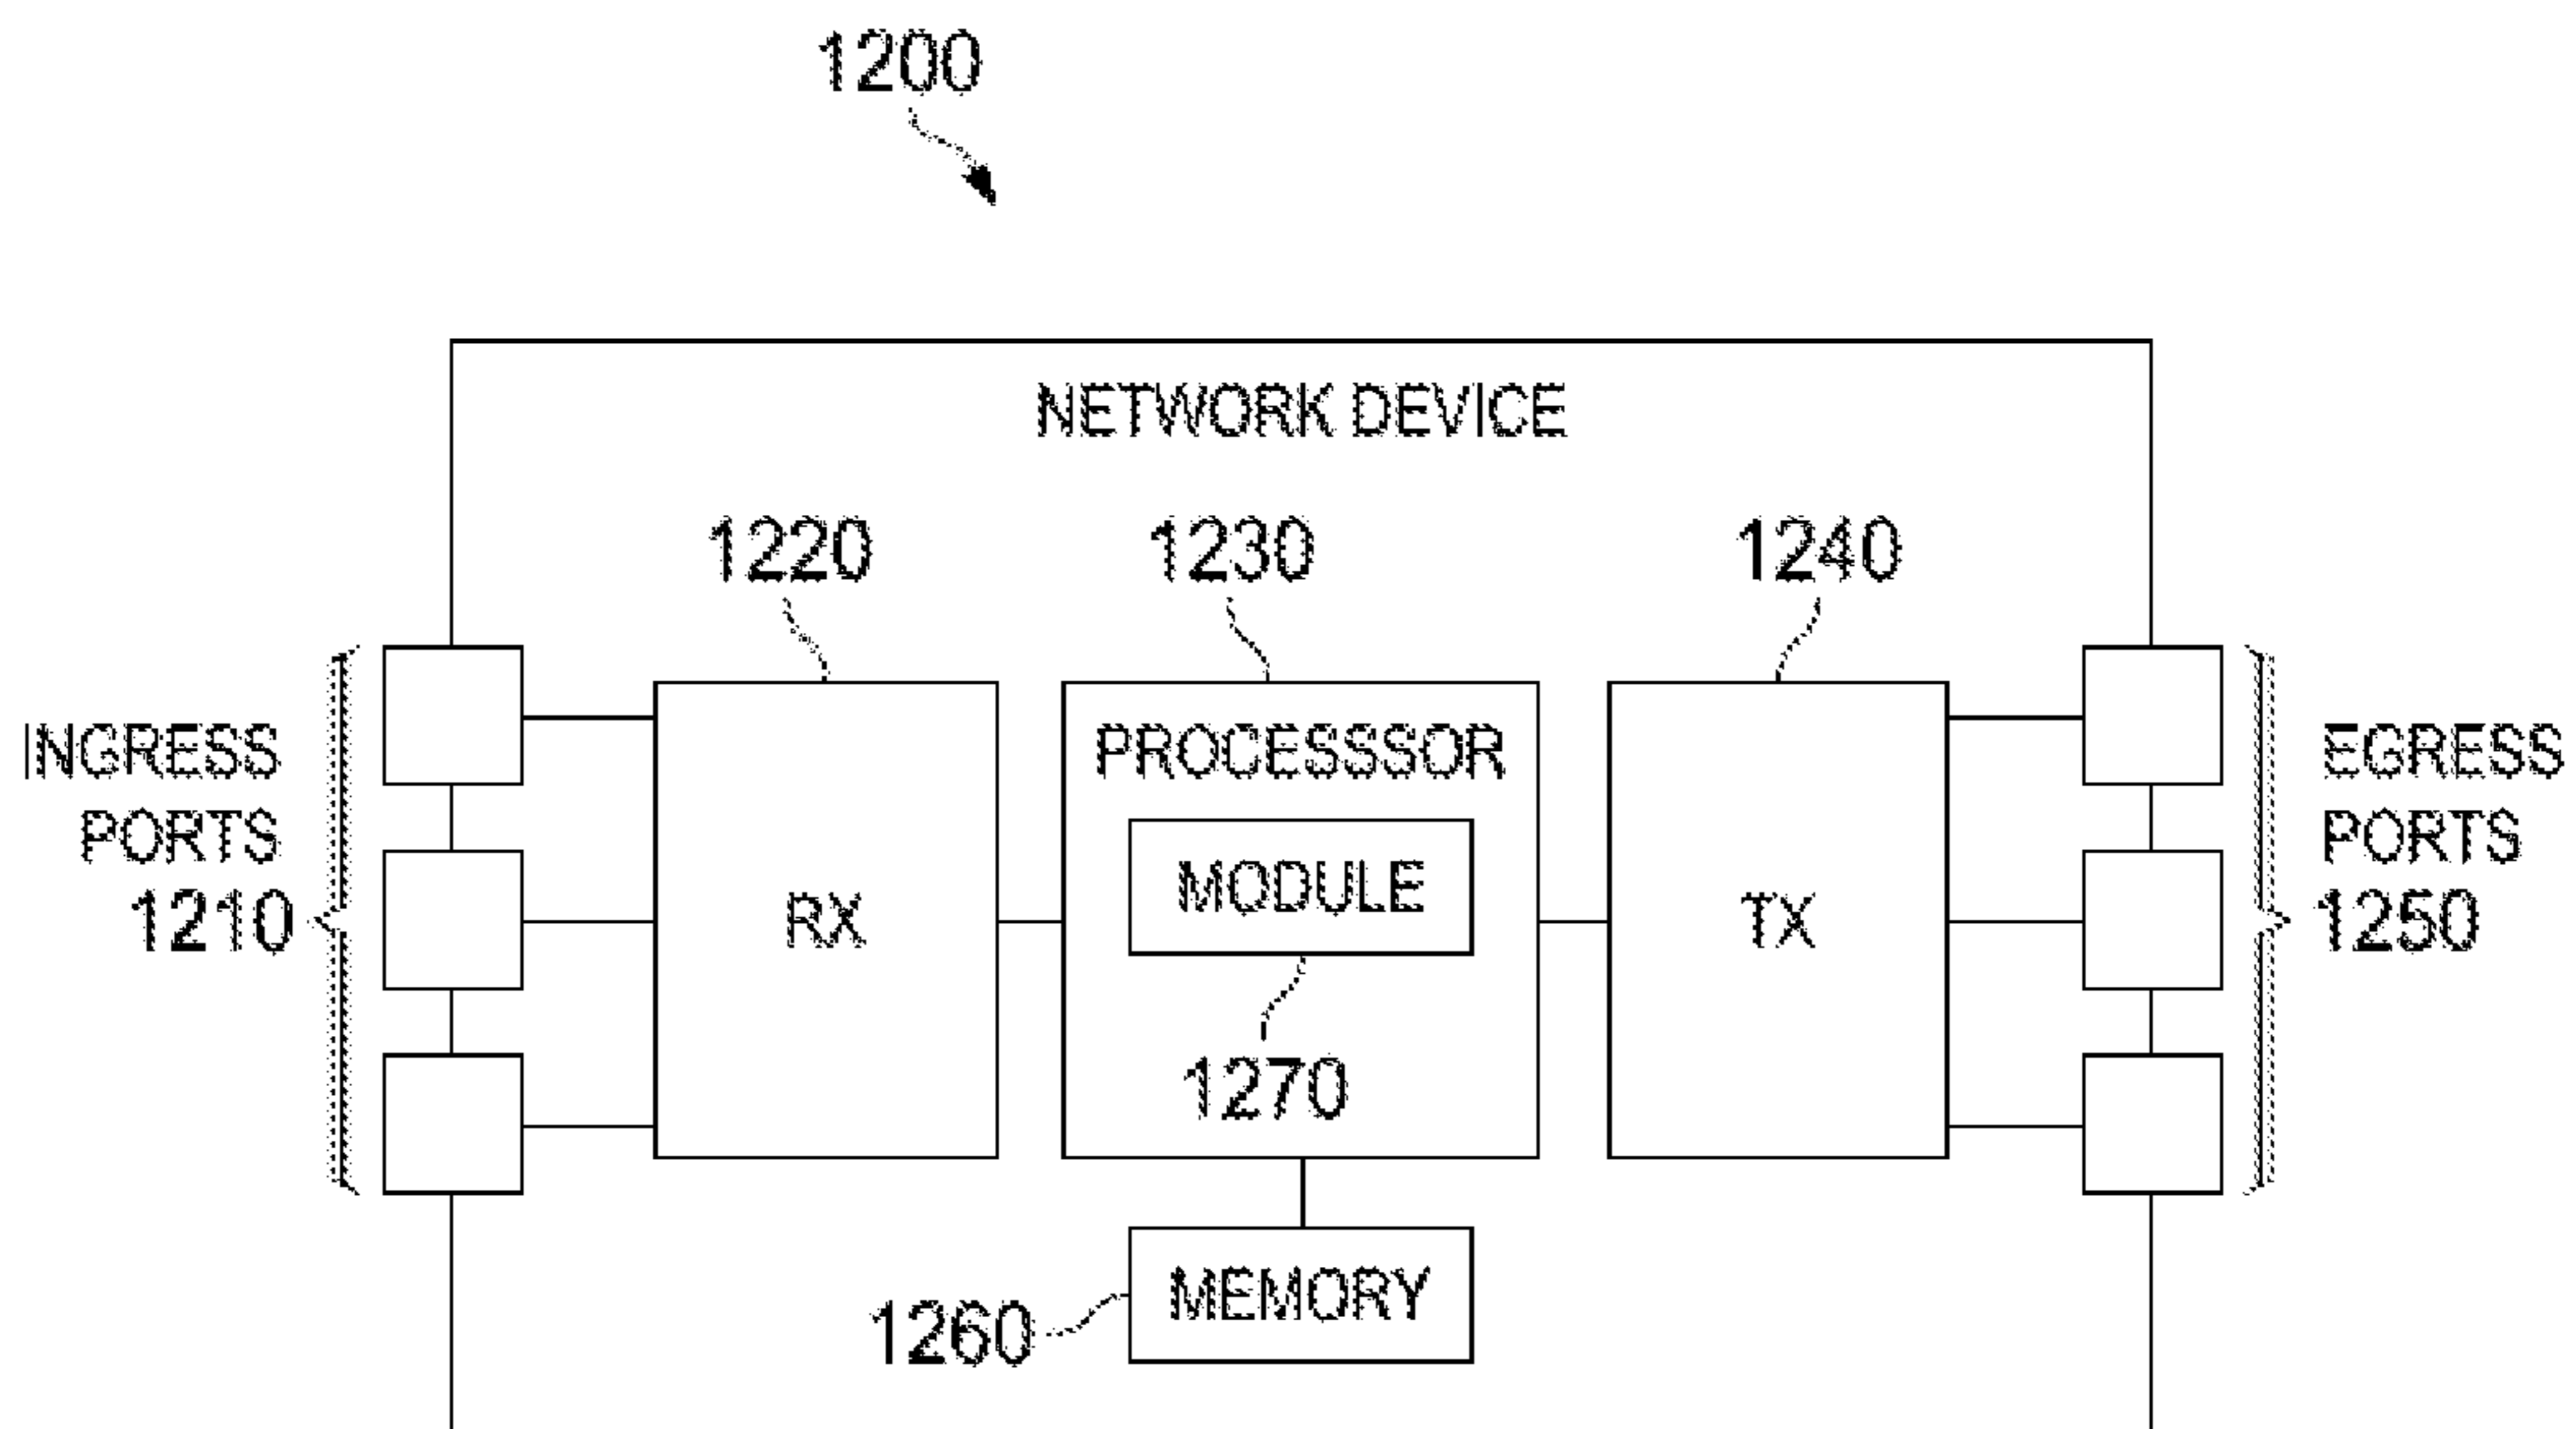 1200
NETWORK DEVICE
1220
1230
1240
INGRESS
PORTS
1210
RX
PROCESSSOR
MODULE
1270
TX
EGRESS
PORTS
1250
1260
MEMORY